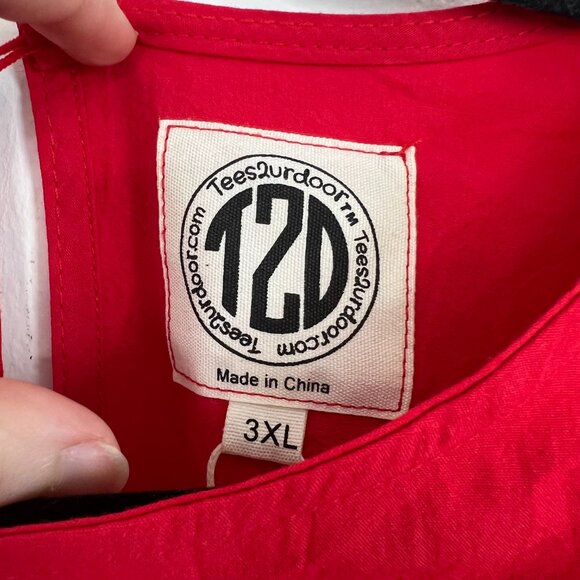 Tees2urdoor™
Tees2urdoor.com
Tees2urdoor.com
T2D
Made in China
3XL